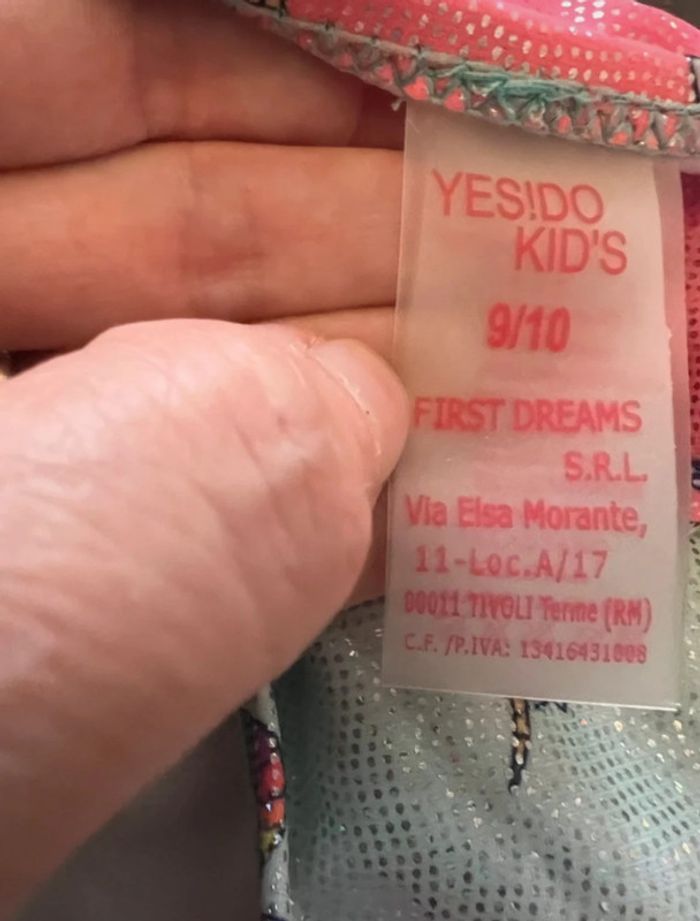 YES!DO
KID'S
9/10
FIRST DREAMS
S.R.L.
Via Elsa Morante,
11-Loc.A/17
00011 TIVOLI Terme (RM)
C.F. /P.IVA: 13416431008